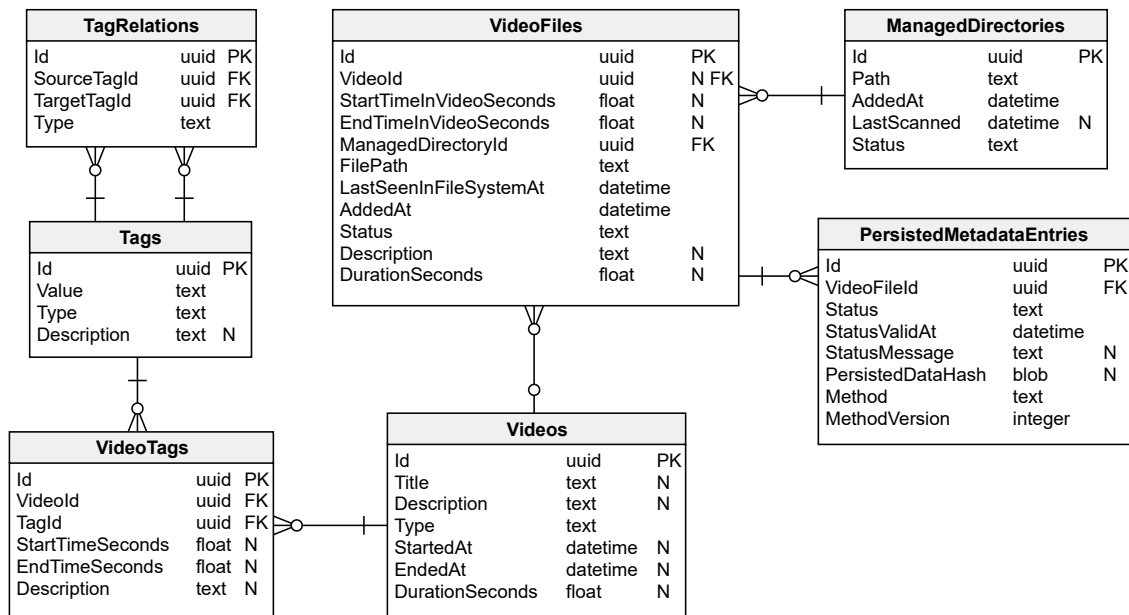 TagRelations
Id uuid PK
SourceTagId uuid FK
TargetTagId uuid FK
Type text
VideoFiles
Id uuid PK
VideoId uuid N FK
StartTimeInVideoSeconds float N
EndTimeInVideoSeconds float N
ManagedDirectoryId uuid FK
FilePath text
LastSeenInFileSystemAt datetime
AddedAt datetime
Status text
Description text N
DurationSeconds float N
ManagedDirectories
Id uuid PK
Path text
AddedAt datetime
LastScanned datetime N
Status text
Tags
Id uuid PK
Value text
Type text
Description text N
PersistedMetadataEntries
Id uuid PK
VideoFileId uuid FK
Status text
StatusValidAt datetime
StatusMessage text N
PersistedDataHash blob N
Method text
MethodVersion integer
VideoTags
Id uuid PK
VideoId uuid FK
TagId uuid FK
StartTimeSeconds float N
EndTimeSeconds float N
Description text N
Videos
Id uuid PK
Title text N
Description text N
Type text
StartedAt datetime N
EndedAt datetime N
DurationSeconds float N